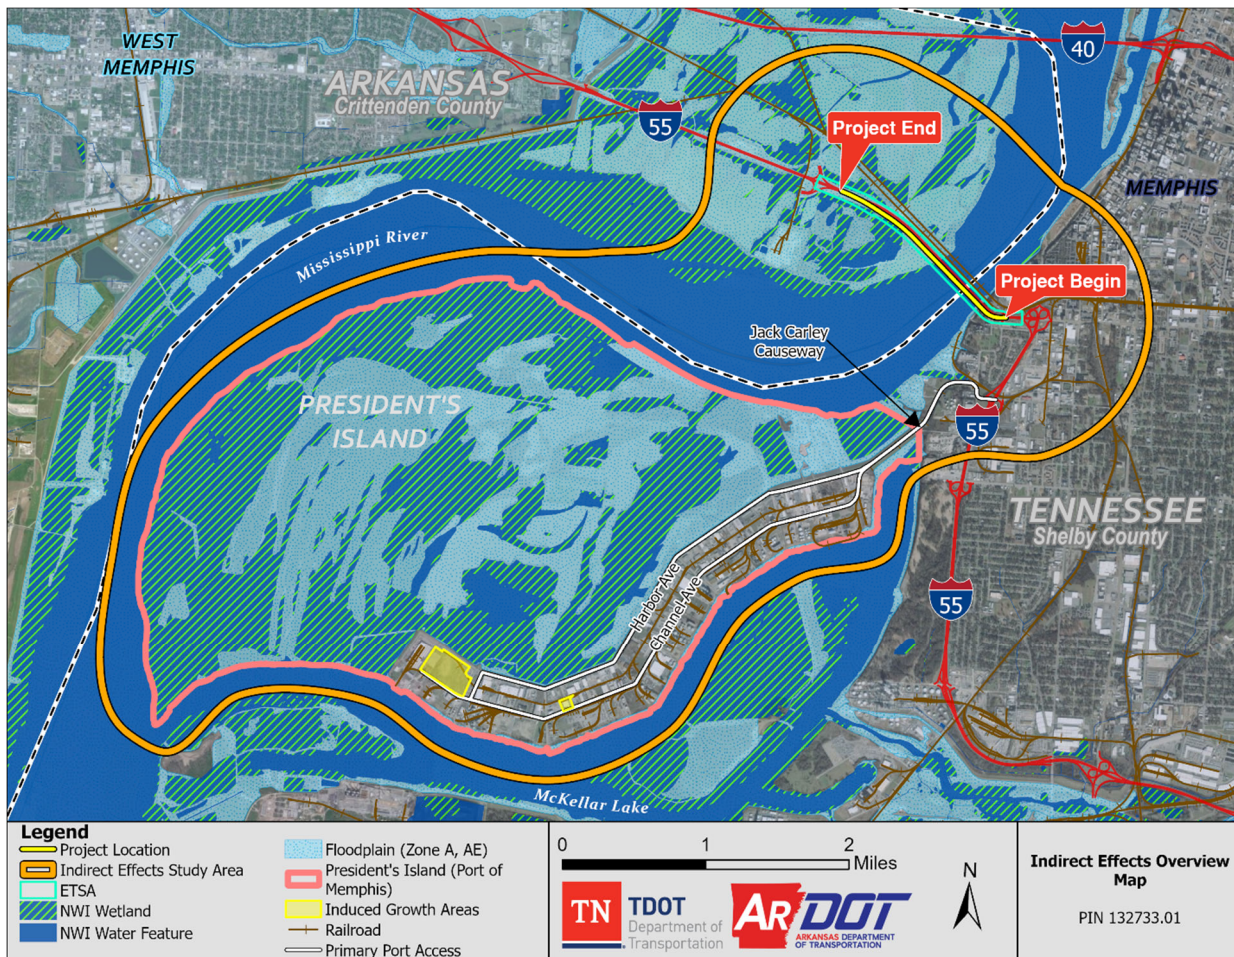 WEST
MEMPHIS
ARKANSAS
Crittenden County
40
55
Project End
MEMPHIS
Mississippi River
Project Begin
Jack Carley
Causeway
PRESIDENT'S
ISLAND
55
TENNESSEE
Shelby County
Harbor Ave
Channel Ave
55
McKellar Lake
Legend
Project Location
Indirect Effects Study Area
ETSA
NWI Wetland
NWI Water Feature
Floodplain (Zone A, AE)
President's Island (Port of
Memphis)
Induced Growth Areas
Railroad
Primary Port Access
0 1 2
Miles
TN
TDOT
Department of
Transportation
ARDOT
ARKANSAS DEPARTMENT
OF TRANSPORTATION
N
Indirect Effects Overview
Map
PIN 132733.01